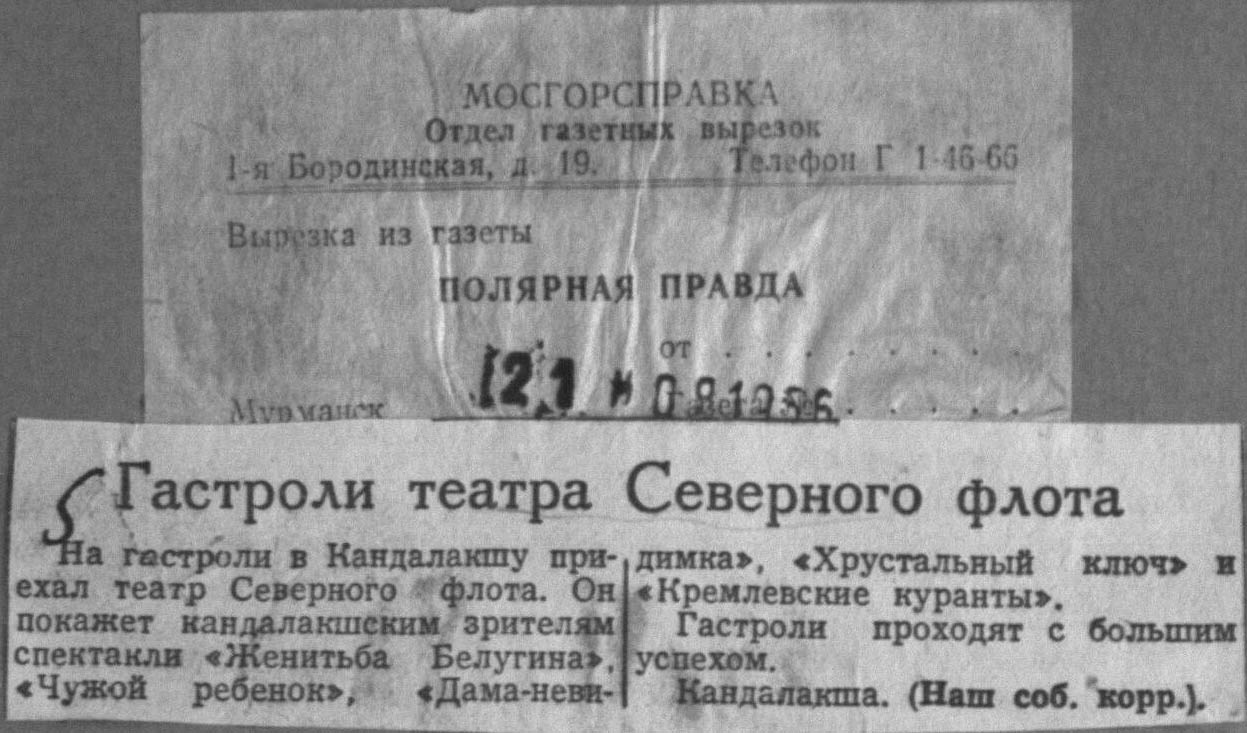 МОСГОРСПРАВКА
Отдел газетных вырезок
1-я Бородинская, д. 19. Телефон Г 1-46-66
Вырезка из газеты
ПОЛЯРНАЯ ПРАВДА
от . . . . . . . . .
21
Мурманск
Гастроли театра Северного флота
На гастроли в Кандалакшу при-
ехал театр Северного флота. Он
покажет кандалакшским зрителям
спектакли «Женитьба Белугина»,
«Чужой ребенок», «Дама-неви-
димка», «Хрустальный ключ» и
«Кремлевские куранты».
Гастроли проходят с большим
успехом.
Кандалакша. (Наш соб. корр.).